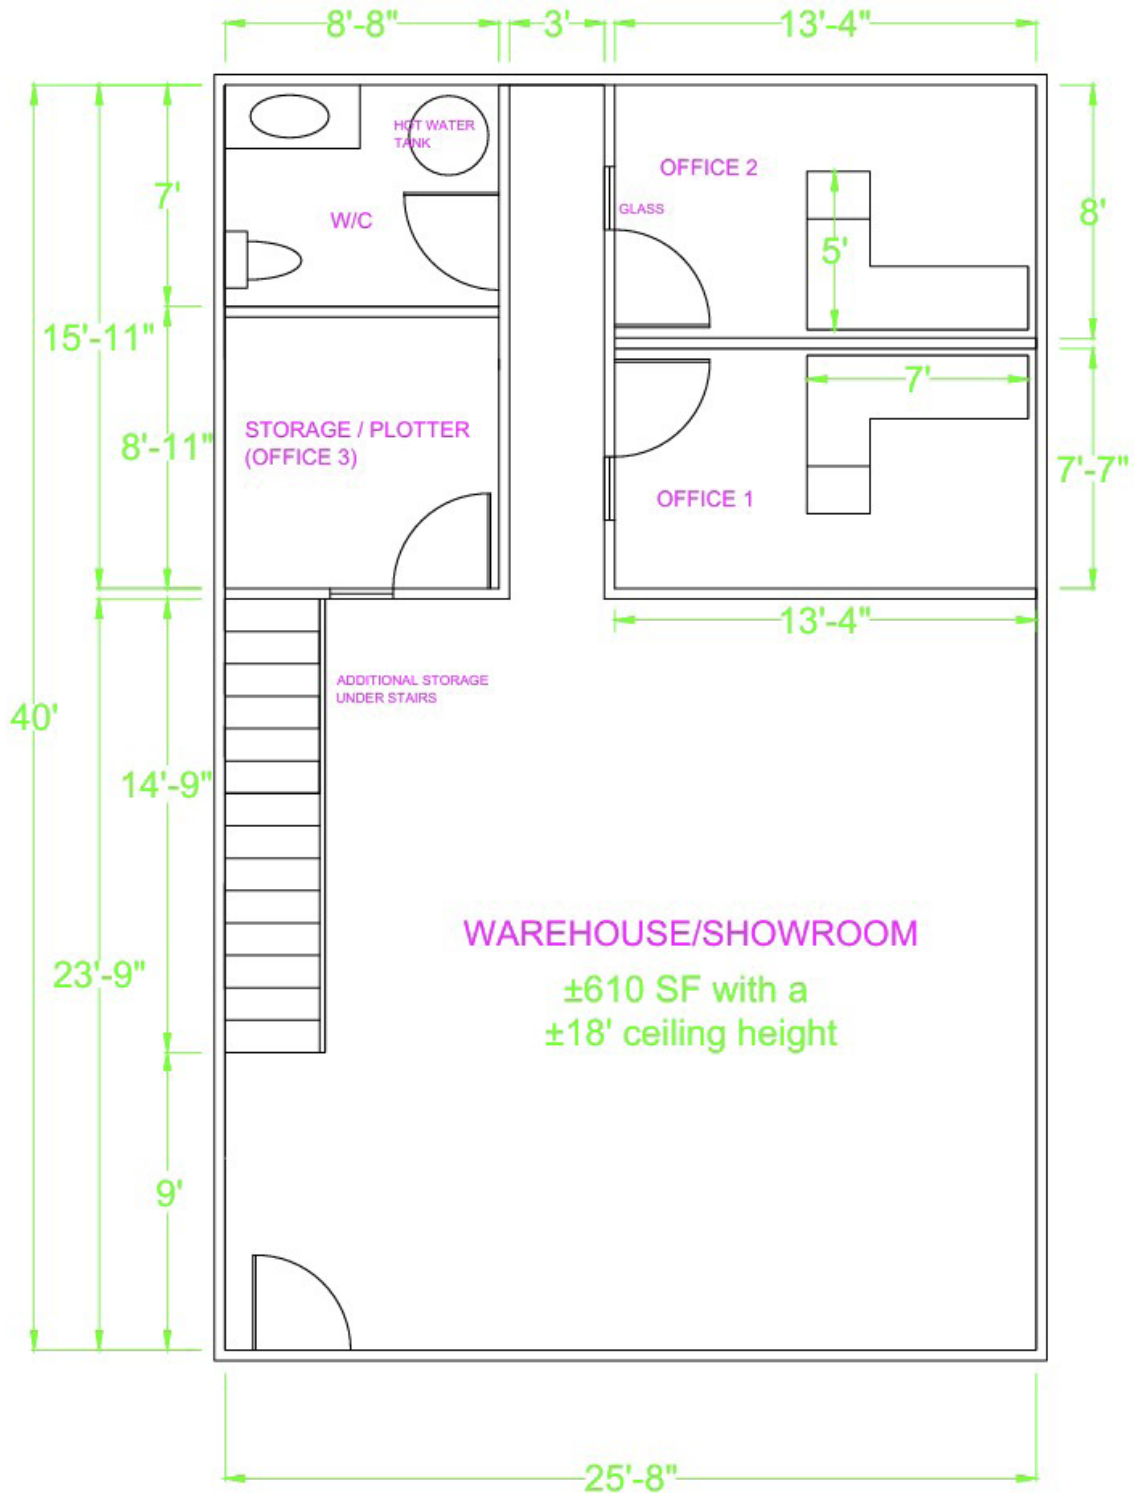 8'-8"
3'
13'-4"
HOT WATER
TANK
OFFICE 2
7'
W/C
GLASS
8'
5'
15'-11"
7'
STORAGE / PLOTTER
(OFFICE 3)
8'-11"
7'-7"
OFFICE 1
13'-4"
ADDITIONAL STORAGE
UNDER STAIRS
40'
14'-9"
WAREHOUSE/SHOWROOM
23'-9"
±610 SF with a
±18' ceiling height
9'
25'-8"